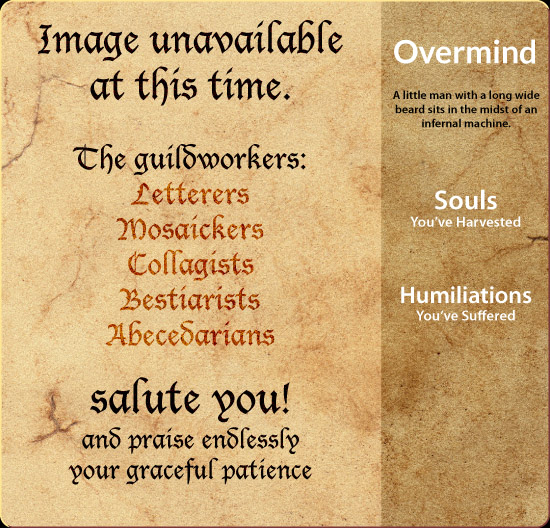 Image unavailable
at this time.
The guildworkers:
Letterers
Mosaickers
Collagists
Bestiarists
Abecedarians
salute you!
and praise endlessly
your graceful patience
Overmind
A little man with a long wide
beard sits in the midst of an
infernal machine.
Souls
You've Harvested
Humiliations
You've Suffered